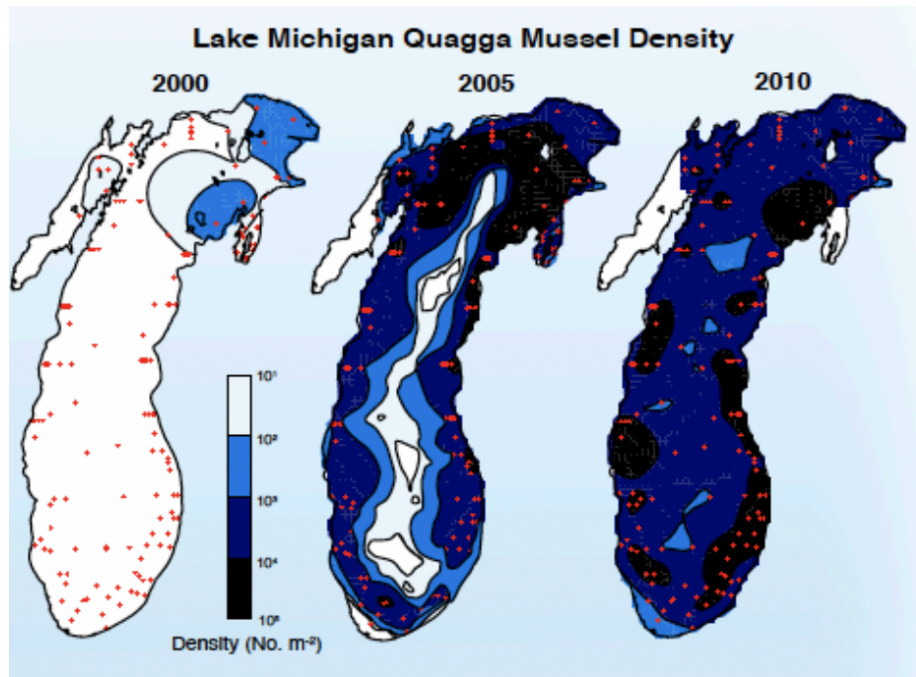 Lake Michigan Quagga Mussel Density
2000 2005 2010
10¹
10²
10³
10⁴
10⁵
Density (No. m⁻²)